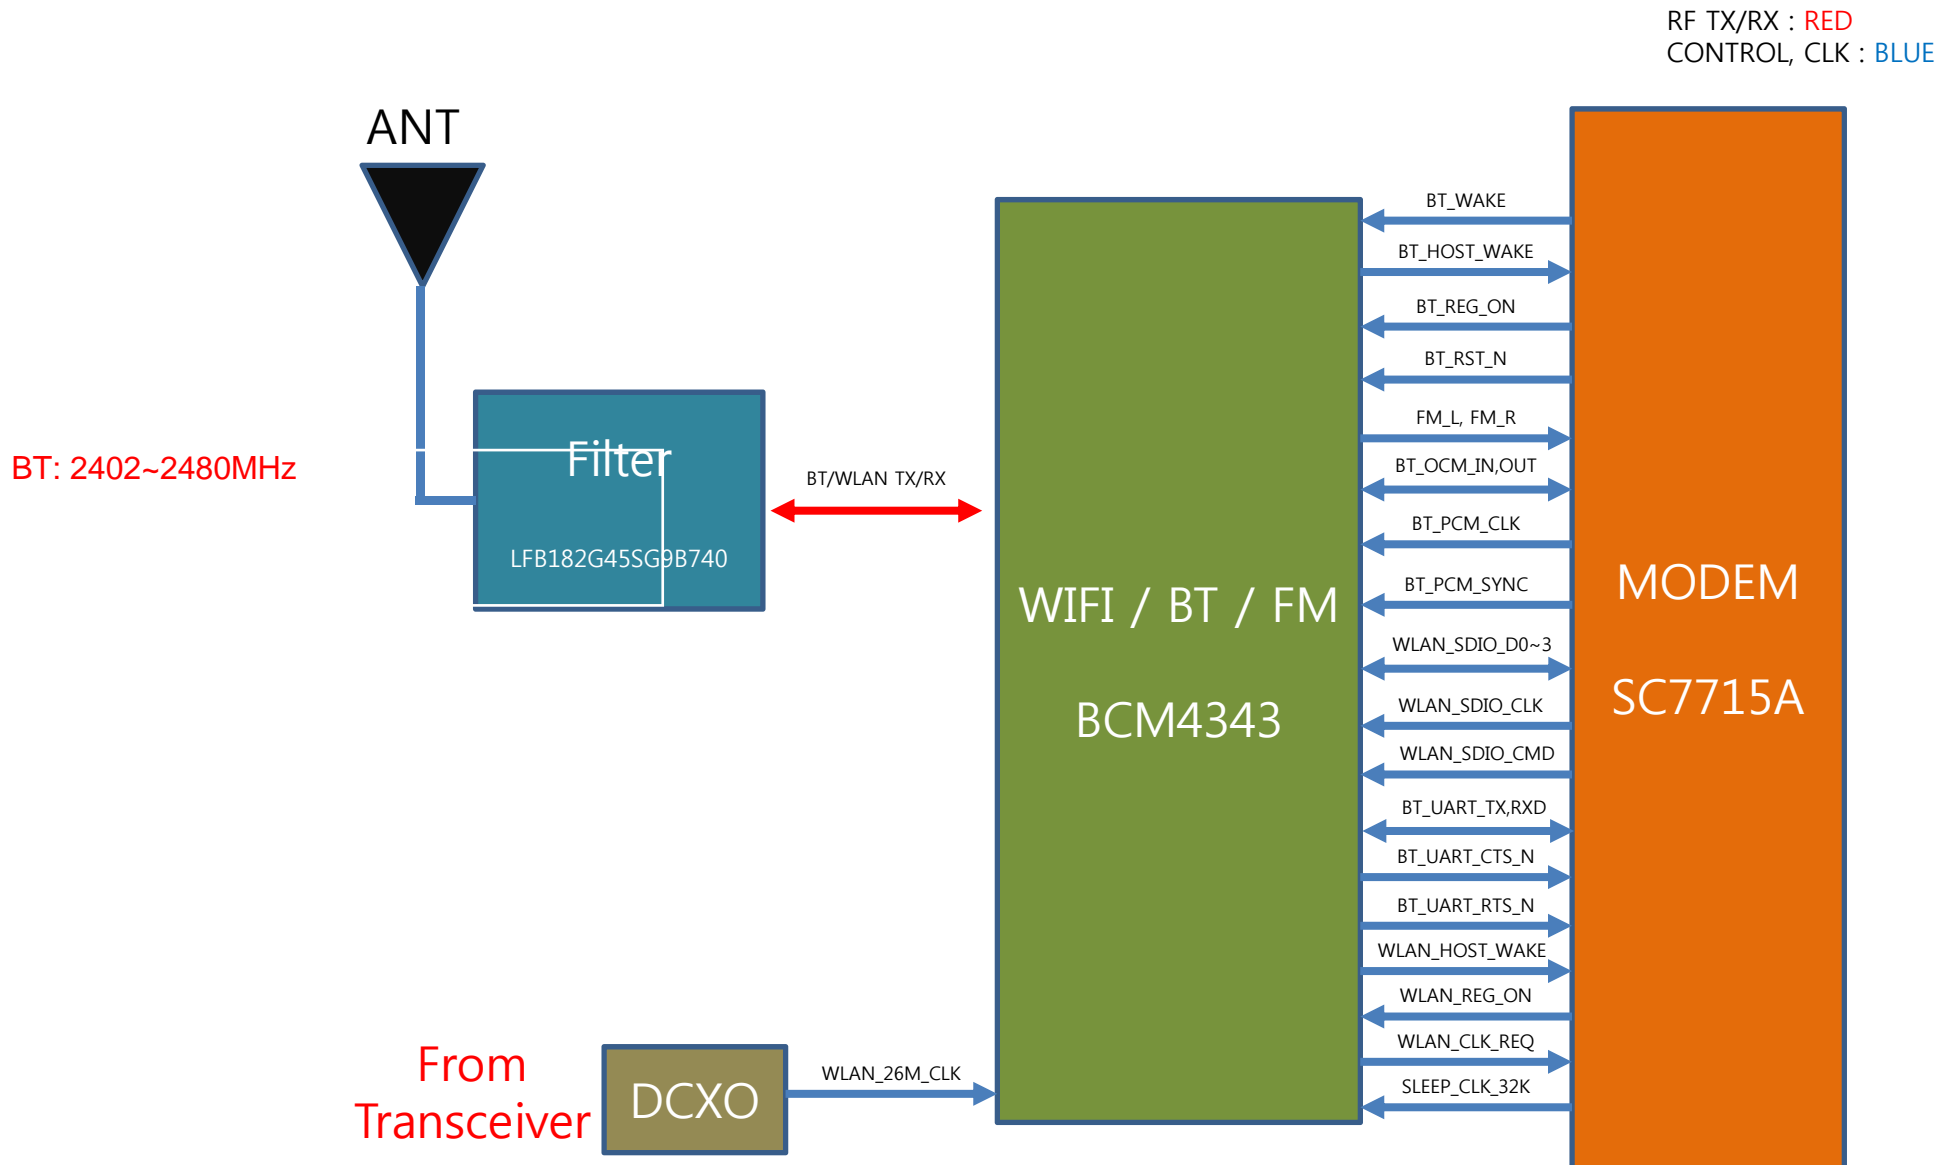 RF TX/RX : RED
CONTROL, CLK : BLUE
ANT
BT: 2402~2480MHz
Filter
LFB182G45SG9B740
BT/WLAN TX/RX
WIFI / BT / FM
BCM4343
BT_WAKE
BT_HOST_WAKE
BT_REG_ON
BT_RST_N
FM_L, FM_R
BT_OCM_IN,OUT
BT_PCM_CLK
BT_PCM_SYNC
WLAN_SDIO_D0~3
WLAN_SDIO_CLK
WLAN_SDIO_CMD
BT_UART_TX,RXD
BT_UART_CTS_N
BT_UART_RTS_N
WLAN_HOST_WAKE
WLAN_REG_ON
WLAN_CLK_REQ
SLEEP_CLK_32K
MODEM
SC7715A
From
Transceiver
DCXO
WLAN_26M_CLK